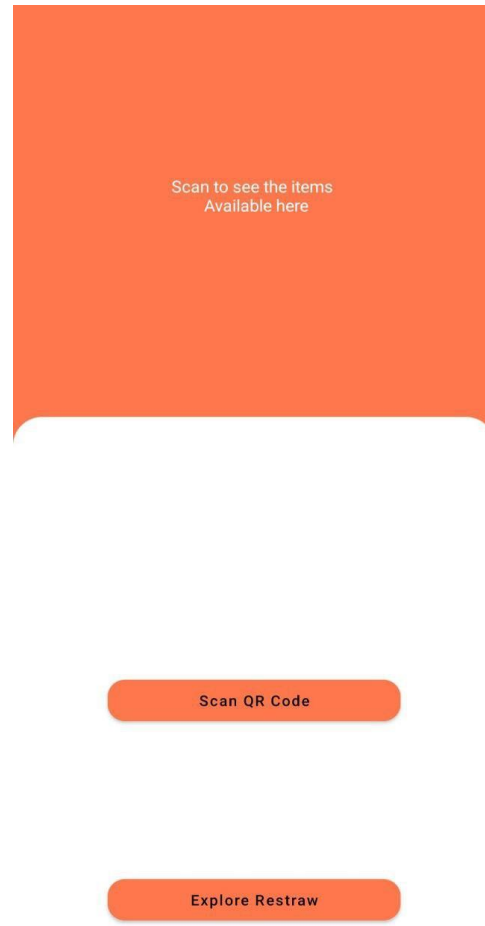 Scan to see the items
Available here
Scan QR Code
Explore Restraw